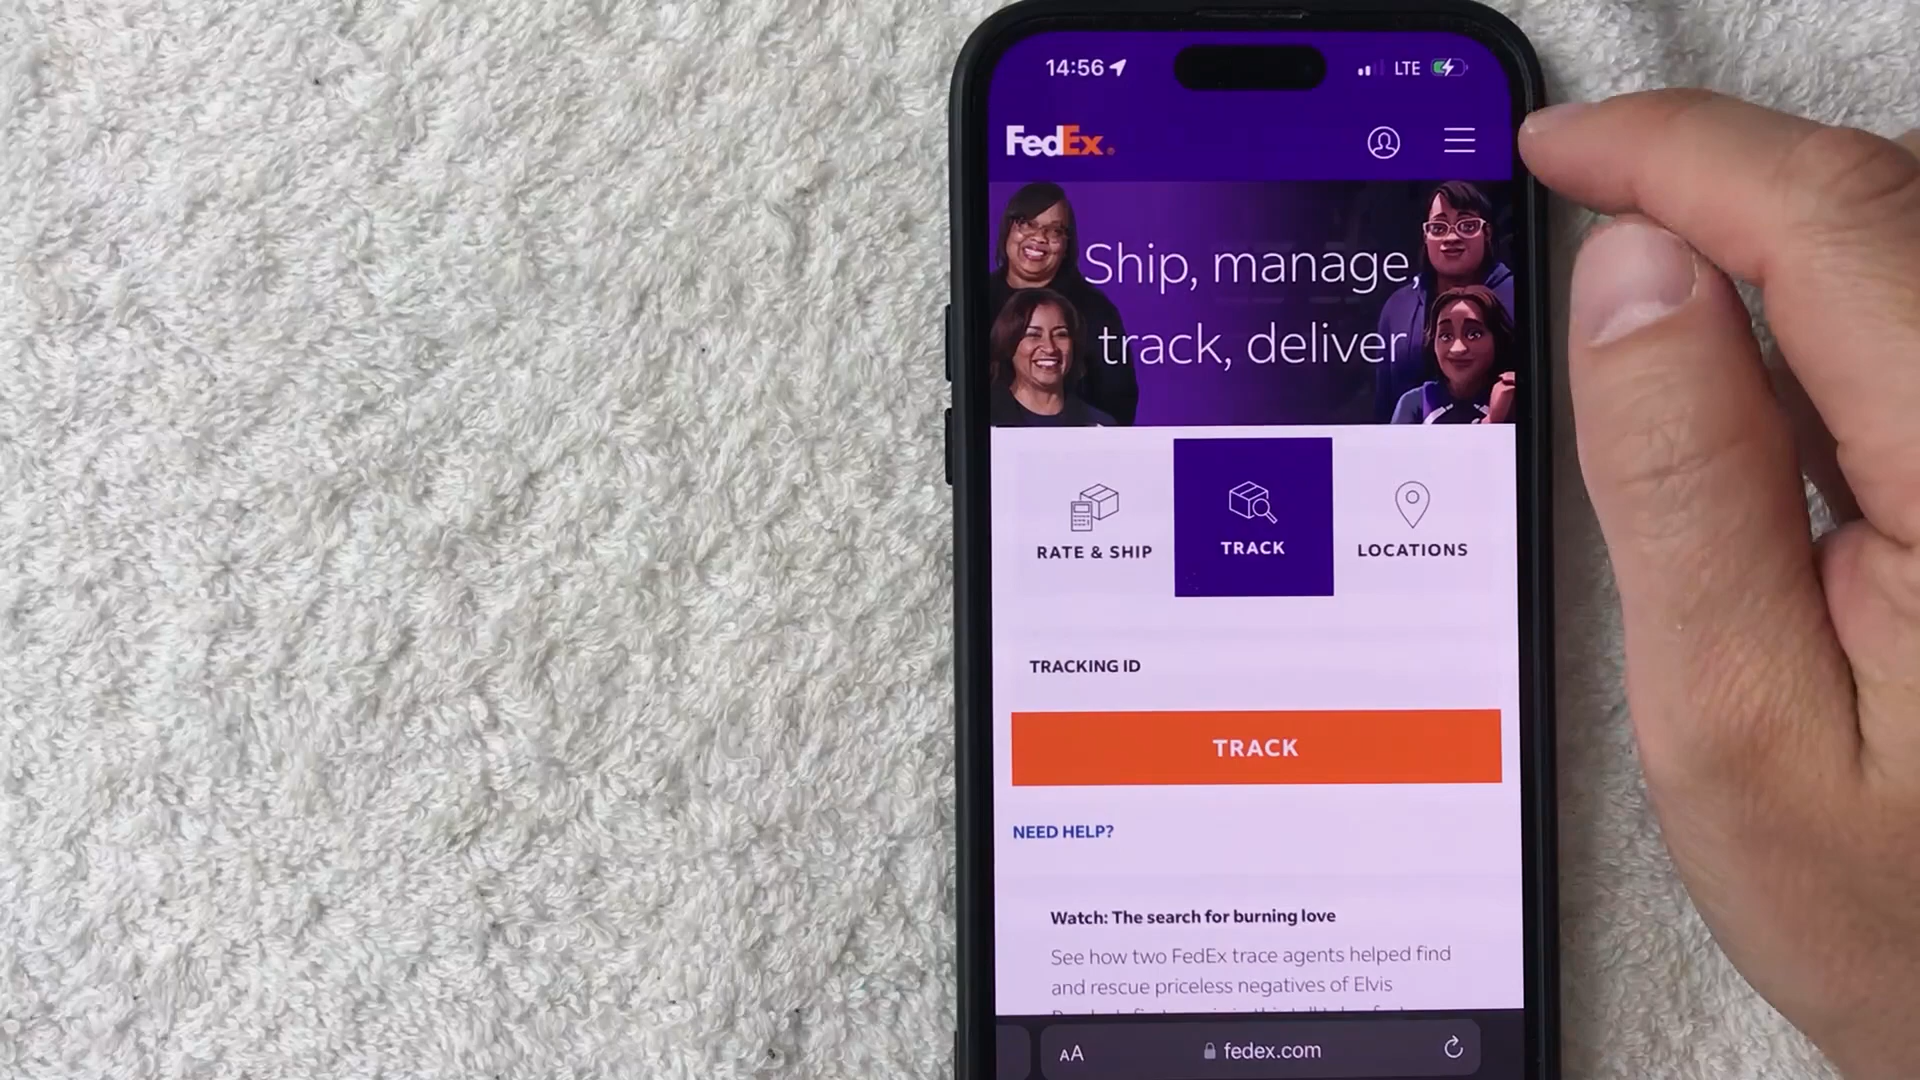 14:56
LTE
FedEx®
Ship, manage,
track, deliver
RATE & SHIP
TRACK
LOCATIONS
TRACKING ID
TRACK
NEED HELP?
Watch: The search for burning love
See how two FedEx trace agents helped find
and rescue priceless negatives of Elvis
AA
fedex.com